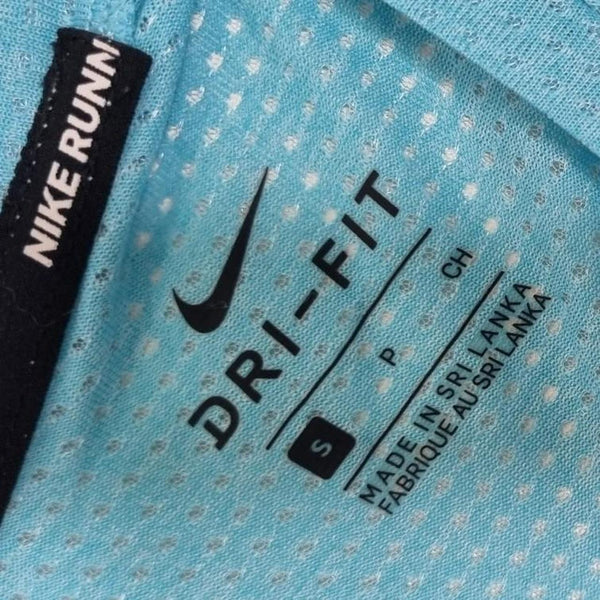 NIKE RUNN
DRI-FIT
S P CH
MADE IN SRI LANKA
FABRIQUE AU SRI LANKA